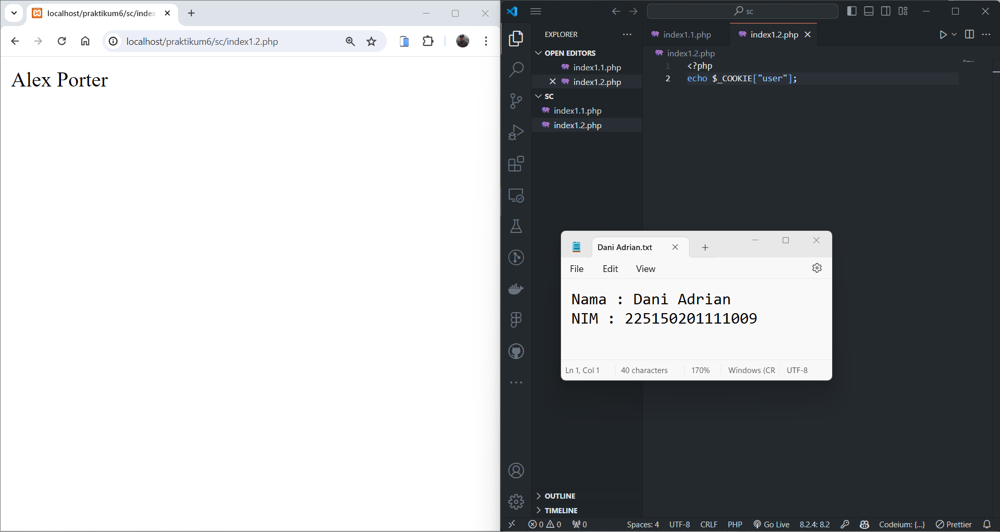 localhost/praktikum6/sc/index
localhost/praktikum6/sc/index1.2.php
Alex Porter
sc
EXPLORER
OPEN EDITORS
index1.1.php
index1.2.php
SC
index1.1.php
index1.2.php
OUTLINE
TIMELINE
index1.1.php
index1.2.php
index1.2.php
1 <?php
2 echo $_COOKIE["user"];
Dani Adrian.txt
File Edit View
Nama : Dani Adrian
NIM : 225150201111009
Ln 1, Col 1 40 characters 170% Windows (CR UTF-8
0 0 0 Spaces: 4 UTF-8 CRLF PHP Go Live 8.2.4: 8.2 Codeium: {...} Prettier